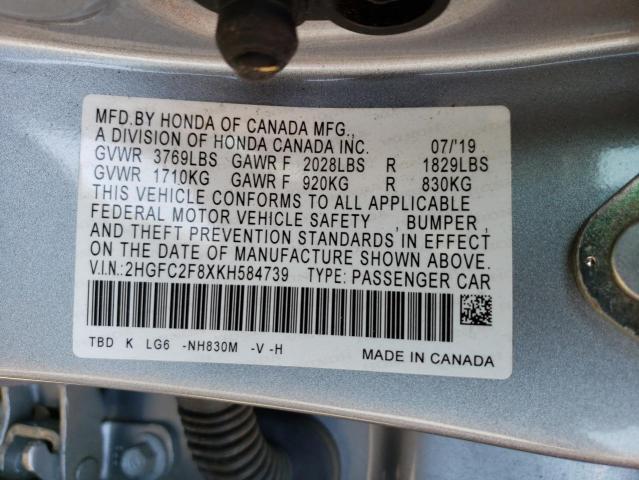 MFD.BY HONDA OF CANADA MFG.,
A DIVISION OF HONDA CANADA INC. 07/'19
GVWR 3769LBS GAWR F 2028LBS R 1829LBS
GVWR 1710KG GAWR F 920KG R 830KG
THIS VEHICLE CONFORMS TO ALL APPLICABLE
FEDERAL MOTOR VEHICLE SAFETY , BUMPER ,
AND THEFT PREVENTION STANDARDS IN EFFECT
ON THE DATE OF MANUFACTURE SHOWN ABOVE.
V.I.N.:2HGFC2F8XKH584739 TYPE: PASSENGER CAR
TBD K LG6 -NH830M -V -H MADE IN CANADA